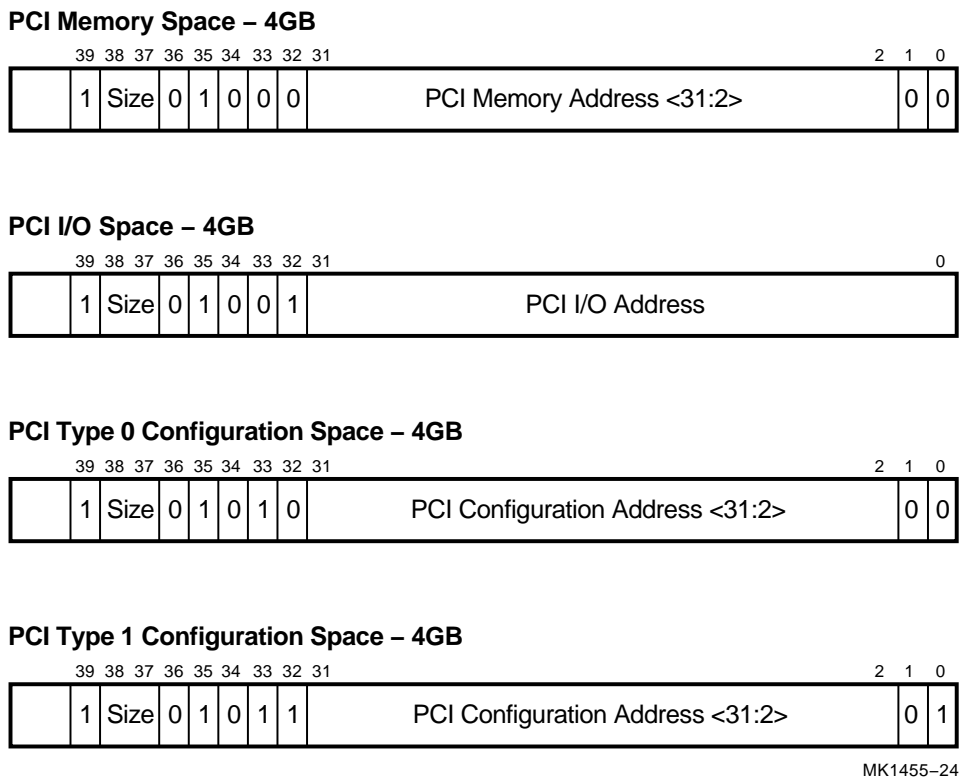 PCI Memory Space – 4GB
39 38 37 36 35 34 33 32 31 2 1 0
1 Size 0 1 0 0 0 PCI Memory Address <31:2> 0 0
PCI I/O Space – 4GB
39 38 37 36 35 34 33 32 31 0
1 Size 0 1 0 0 1 PCI I/O Address
PCI Type 0 Configuration Space – 4GB
39 38 37 36 35 34 33 32 31 2 1 0
1 Size 0 1 0 1 0 PCI Configuration Address <31:2> 0 0
PCI Type 1 Configuration Space – 4GB
39 38 37 36 35 34 33 32 31 2 1 0
1 Size 0 1 0 1 1 PCI Configuration Address <31:2> 0 1
MK1455–24